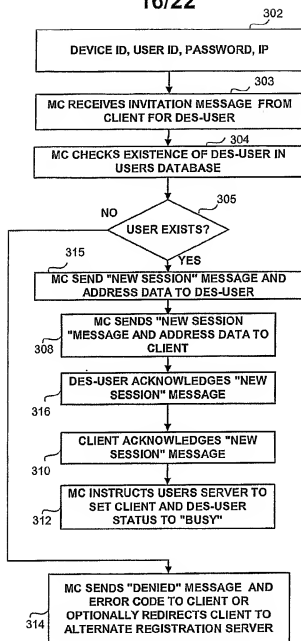 16/22
302
DEVICE ID, USER ID, PASSWORD, IP
303
MC RECEIVES INVITATION MESSAGE FROM
CLIENT FOR DES-USER
304
MC CHECKS EXISTENCE OF DES-USER IN
USERS DATABASE
305
NO
USER EXISTS?
315
YES
MC SEND "NEW SESSION" MESSAGE AND
ADDRESS DATA TO DES-USER
MC SENDS "NEW SESSION
"MESSAGE AND ADDRESS DATA TO
CLIENT
308
DES-USER ACKNOWLEDGES "NEW
SESSION" MESSAGE
316
CLIENT ACKNOWLEDGES "NEW
SESSION" MESSAGE
310
MC INSTRUCTS USERS SERVER TO
SET CLIENT AND DES-USER
STATUS TO "BUSY"
312
MC SENDS "DENIED" MESSAGE AND
ERROR CODE TO CLIENT OR
OPTIONALLY REDIRECTS CLIENT TO
ALTERNATE REGISTRATION SERVER
314